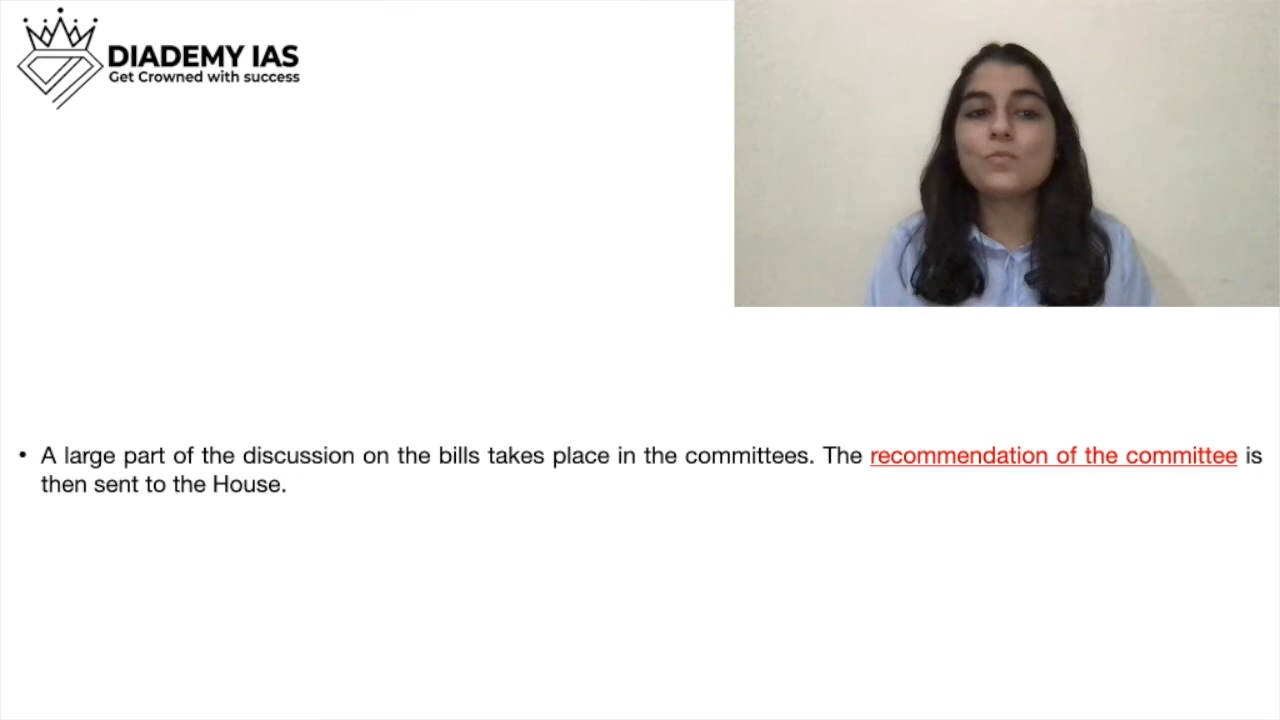 DIADEMY IAS
Get Crowned with success
• A large part of the discussion on the bills takes place in the committees. The recommendation of the committee is
then sent to the House.